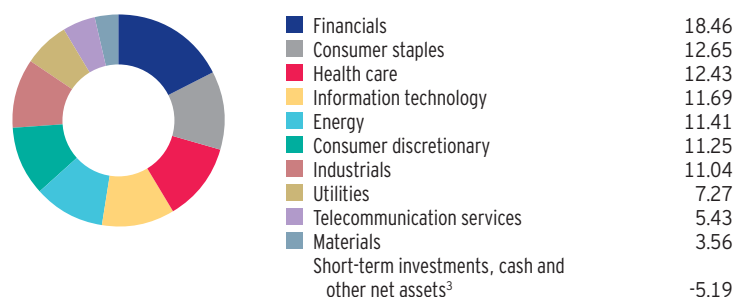 Financials 18.46
Consumer staples 12.65
Health care 12.43
Information technology 11.69
Energy 11.41
Consumer discretionary 11.25
Industrials 11.04
Utilities 7.27
Telecommunication services 5.43
Materials 3.56
Short-term investments, cash and
other net assets³ -5.19